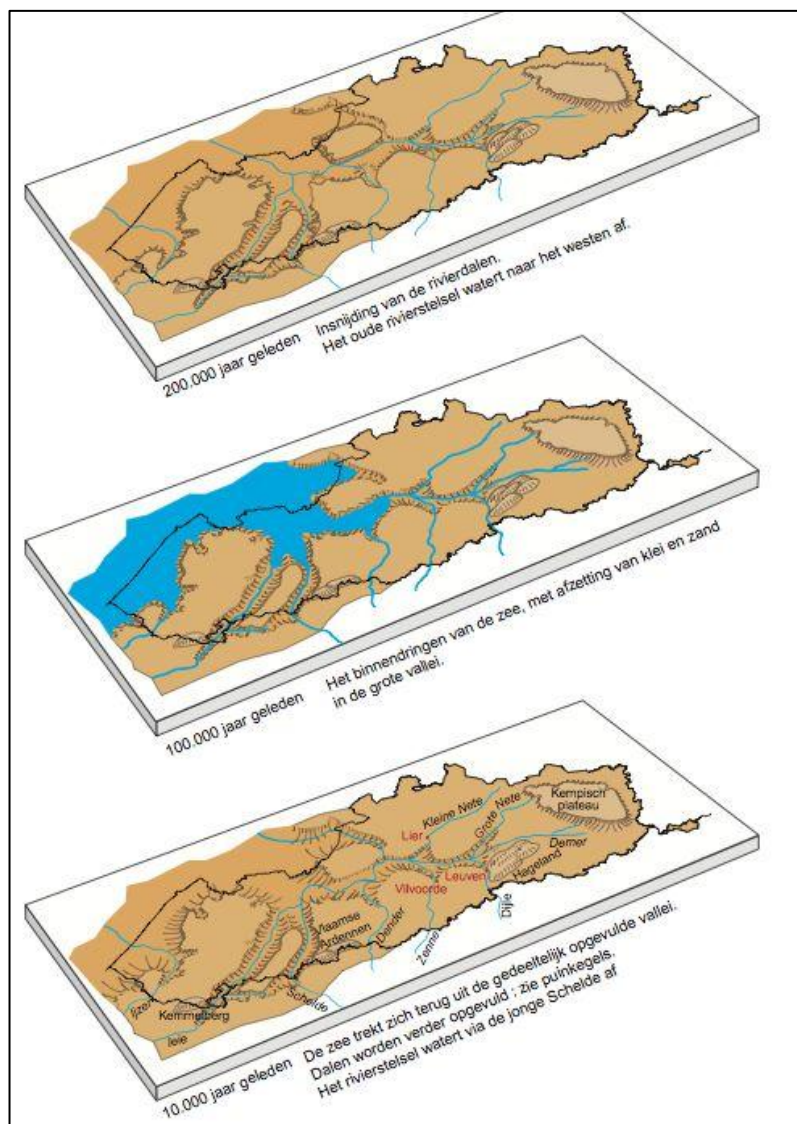 200.000 jaar geleden Insnijding van de rivierdalen.
Het oude rivierstelsel watert naar het westen af.
100.000 jaar geleden Het binnendringen van de zee, met afzetting van klei en zand
in de grote vallei.
Kempisch
plateau
Kleine Nete
Grote Nete
Lier
Demer
Leuven
Hageland
Vilvoorde
Dijle
Vlaamse
Ardennen
Dender
Zenne
Schelde
Ijzer
Kemmelberg
leie
10.000 jaar geleden De zee trekt zich terug uit de gedeeltelijk opgevulde vallei.
Dalen worden verder opgevuld ; zie puinkegels.
Het rivierstelsel watert via de jonge Schelde af